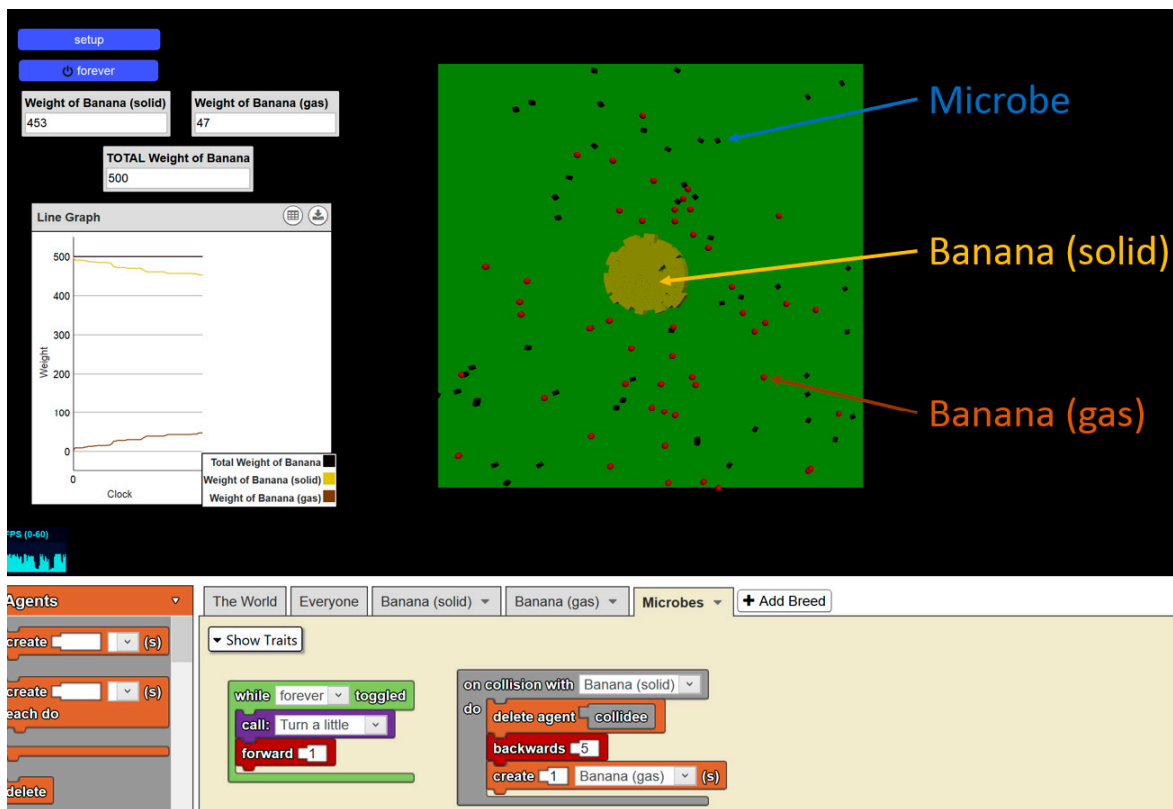 setup
forever
Weight of Banana (solid)
453
Weight of Banana (gas)
47
TOTAL Weight of Banana
500
Line Graph
500
400
300
200
100
0
Weight
0
Clock
Total Weight of Banana
Weight of Banana (solid)
Weight of Banana (gas)
Microbe
Banana (solid)
Banana (gas)
FPS (0-60)
Agents
create (s)
create (s)
each do
delete
The World
Everyone
Banana (solid)
Banana (gas)
Microbes
+ Add Breed
Show Traits
while forever toggled
call: Turn a little
forward 1
on collision with Banana (solid)
do
delete agent collidee
backwards 5
create 1 Banana (gas) (s)